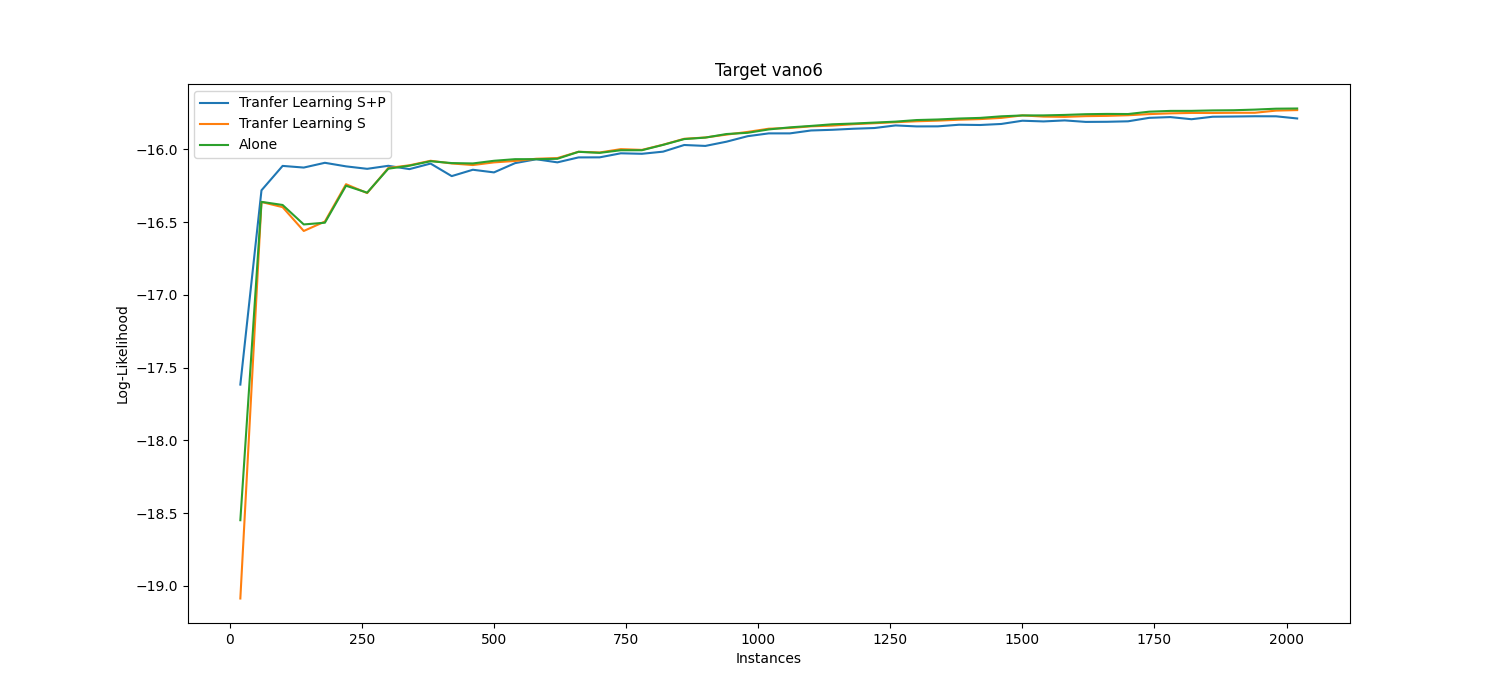 Target vano6
Tranfer Learning S+P
Tranfer Learning S
Alone
Log-Likelihood
−16.0
−16.5
−17.0
−17.5
−18.0
−18.5
−19.0
0
250
500
750
1000
1250
1500
1750
2000
Instances